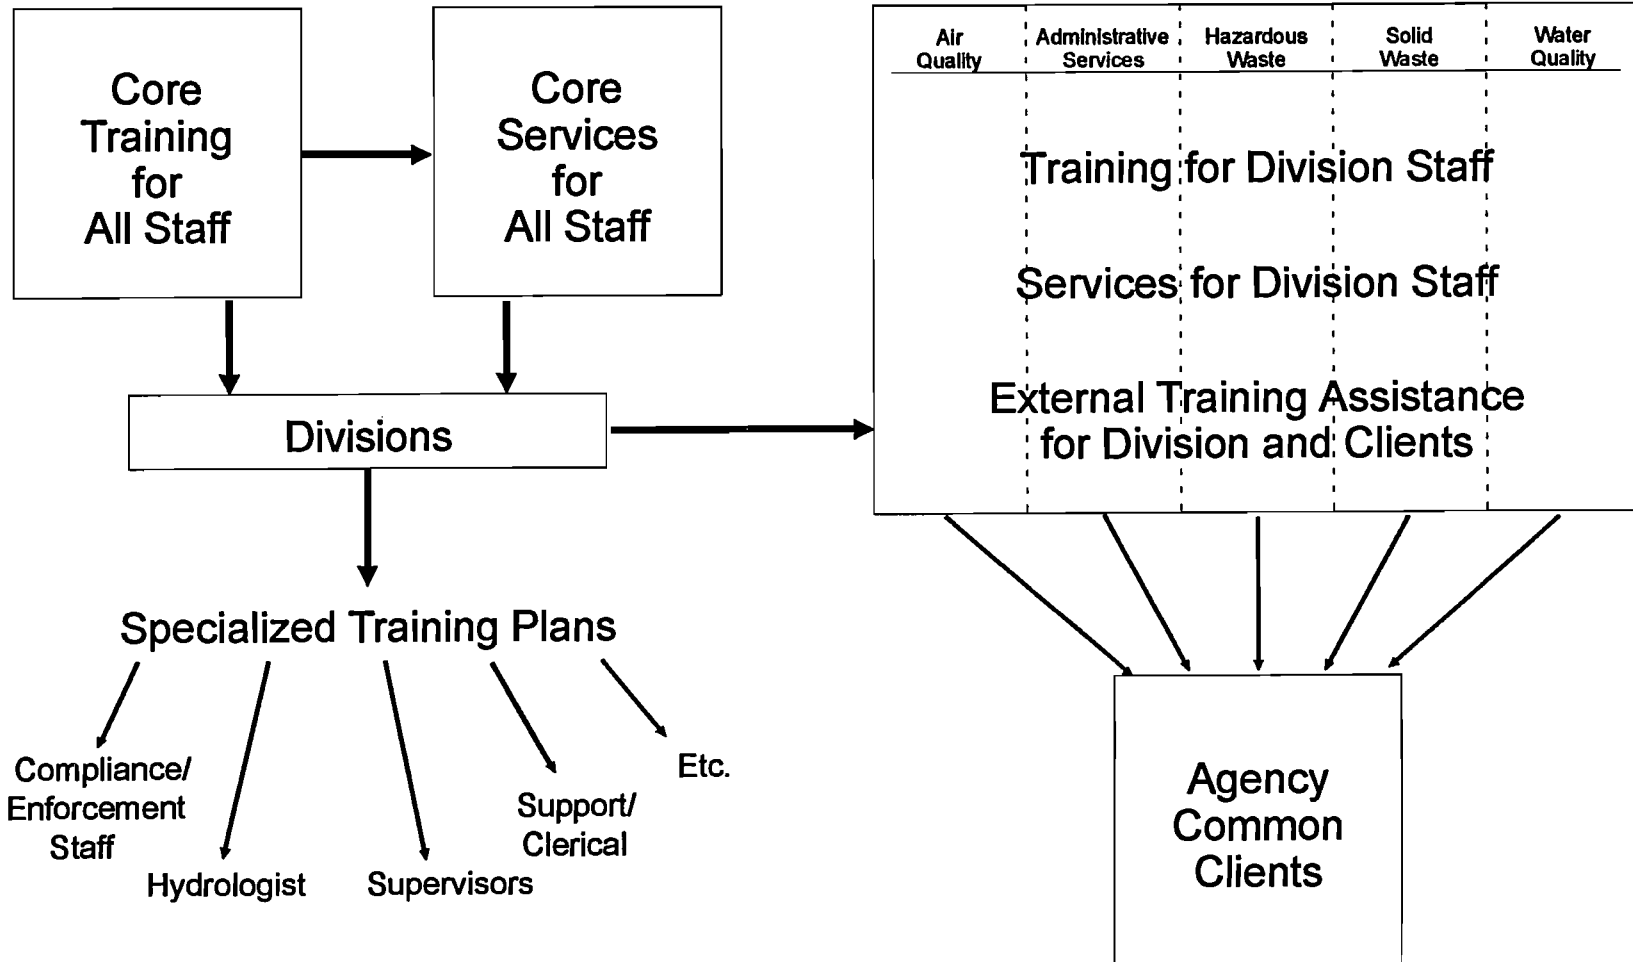 Core
Training
for
All Staff
Core
Services
for
All Staff
Divisions
Specialized Training Plans
Compliance/
Enforcement
Staff
Hydrologist
Supervisors
Support/
Clerical
Etc.
Air
Quality
Administrative
Services
Hazardous
Waste
Solid
Waste
Water
Quality
Training for Division Staff
Services for Division Staff
External Training Assistance
for Division and Clients
Agency
Common
Clients